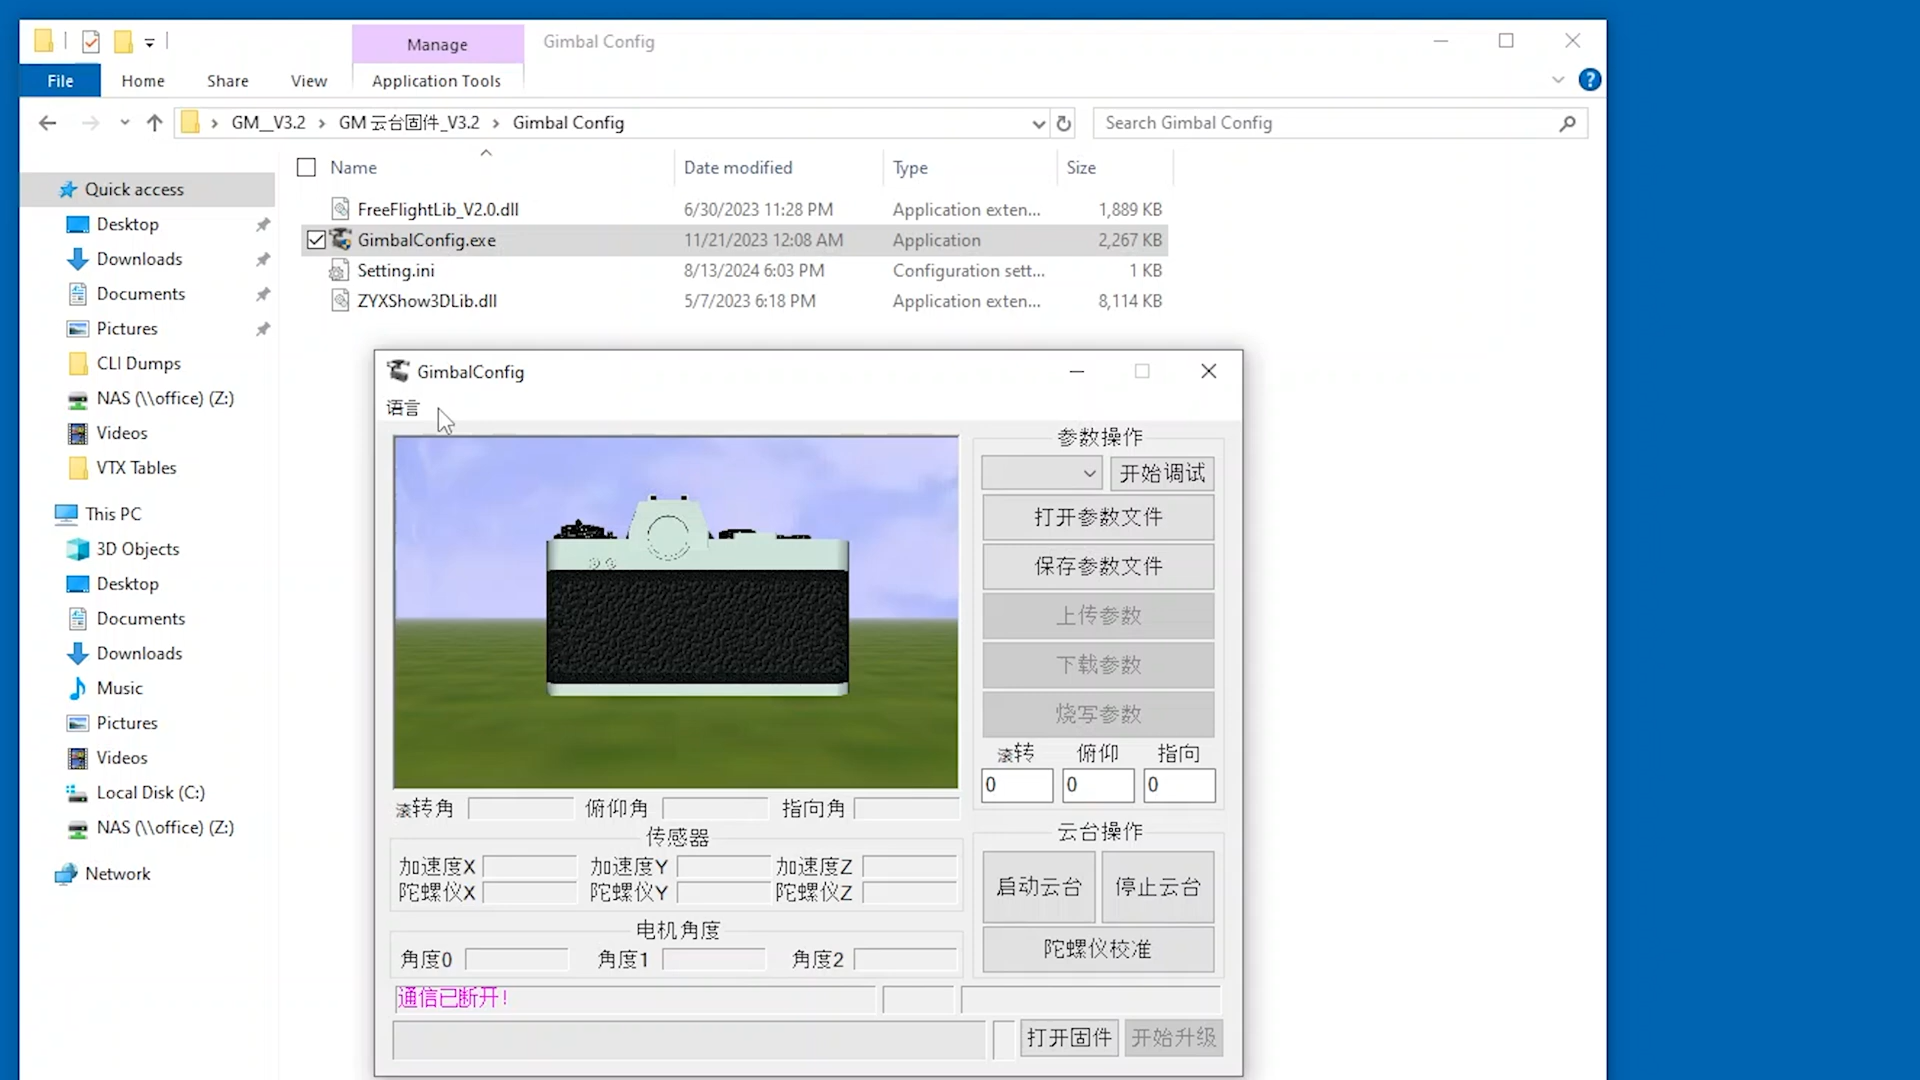 Manage
Gimbal Config
File
Home
Share
View
Application Tools
?
GM__V3.2 > GM 云台固件_V3.2 > Gimbal Config
Search Gimbal Config
Name
Date modified
Type
Size
Quick access
Desktop
Downloads
Documents
Pictures
CLI Dumps
NAS (\\office) (Z:)
Videos
VTX Tables
This PC
3D Objects
Desktop
Documents
Downloads
Music
Pictures
Videos
Local Disk (C:)
NAS (\\office) (Z:)
Network
FreeFlightLib_V2.0.dll 6/30/2023 11:28 PM Application exten... 1,889 KB
GimbalConfig.exe 11/21/2023 12:08 AM Application 2,267 KB
Setting.ini 8/13/2024 6:03 PM Configuration sett... 1 KB
ZYXShow3DLib.dll 5/7/2023 6:18 PM Application exten... 8,114 KB
GimbalConfig
语言
滚转角 俯仰角 指向角
传感器
加速度X 加速度Y 加速度Z
陀螺仪X 陀螺仪Y 陀螺仪Z
电机角度
角度0 角度1 角度2
通信已断开!
参数操作
开始调试
打开参数文件
保存参数文件
上传参数
下载参数
烧写参数
滚转 俯仰 指向
0 0 0
云台操作
启动云台 停止云台
陀螺仪校准
打开固件 开始升级